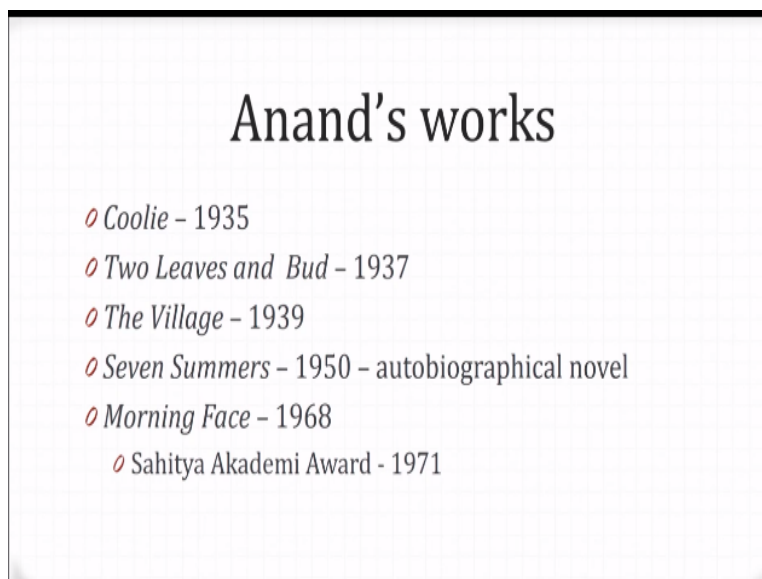 Anand’s works
Coolie – 1935
Two Leaves and Bud – 1937
The Village – 1939
Seven Summers – 1950 – autobiographical novel
Morning Face – 1968
Sahitya Akademi Award - 1971